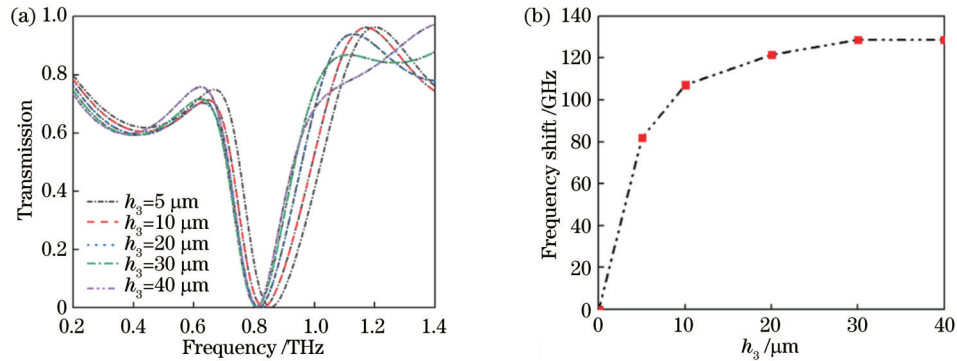 (a)
1.0
0.8
0.6
0.4
0.2
0
Transmission
h₃=5 μm
h₃=10 μm
h₃=20 μm
h₃=30 μm
h₃=40 μm
0.2 0.4 0.6 0.8 1.0 1.2 1.4
Frequency /THz
(b)
140
120
100
80
60
40
20
0
Frequency shift /GHz
0 10 20 30 40
h₃ /μm